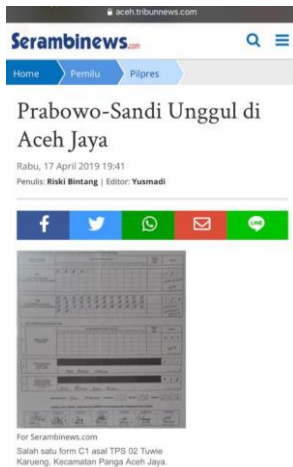 aceh.tribunnews.com
Serambinews.com
Home Pemilu Pilpres
Prabowo-Sandi Unggul di
Aceh Jaya
Rabu, 17 April 2019 19:41
Penulis: Riski Bintang | Editor: Yusmadi
For Serambinews.com
Salah satu form C1 asal TPS 02 Tuwie
Karueng, Kecamatan Panga Aceh Jaya.